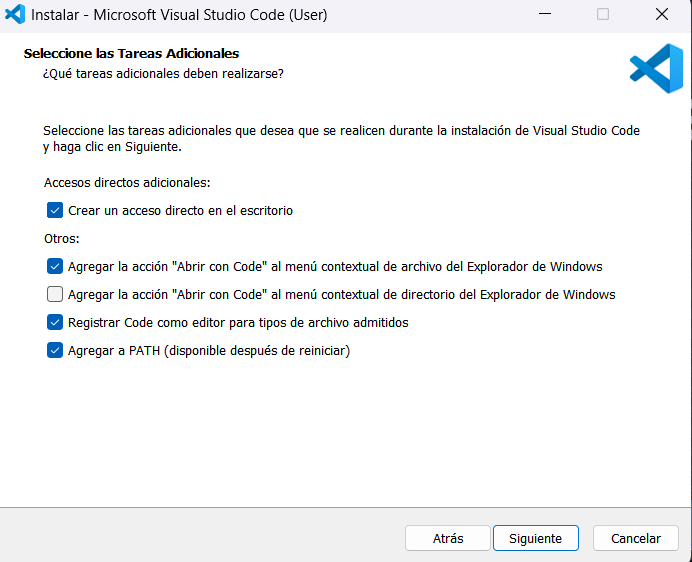 Instalar - Microsoft Visual Studio Code (User)
Seleccione las Tareas Adicionales
¿Qué tareas adicionales deben realizarse?
Seleccione las tareas adicionales que desea que se realicen durante la instalación de Visual Studio Code
y haga clic en Siguiente.
Accesos directos adicionales:
Crear un acceso directo en el escritorio
Otros:
Agregar la acción "Abrir con Code" al menú contextual de archivo del Explorador de Windows
Agregar la acción "Abrir con Code" al menú contextual de directorio del Explorador de Windows
Registrar Code como editor para tipos de archivo admitidos
Agregar a PATH (disponible después de reiniciar)
Atrás
Siguiente
Cancelar